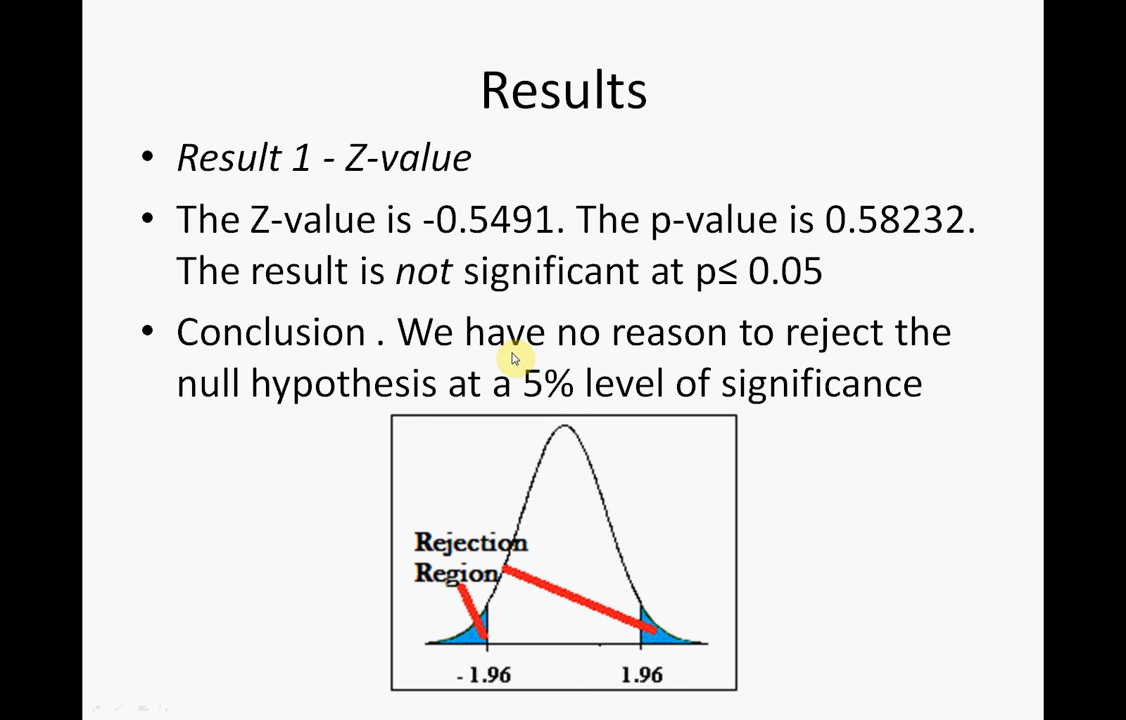 Results
• Result 1 - Z-value
• The Z-value is -0.5491. The p-value is 0.58232.
The result is not significant at p≤ 0.05
• Conclusion . We have no reason to reject the
null hypothesis at a 5% level of significance
Rejection
Region
- 1.96 1.96